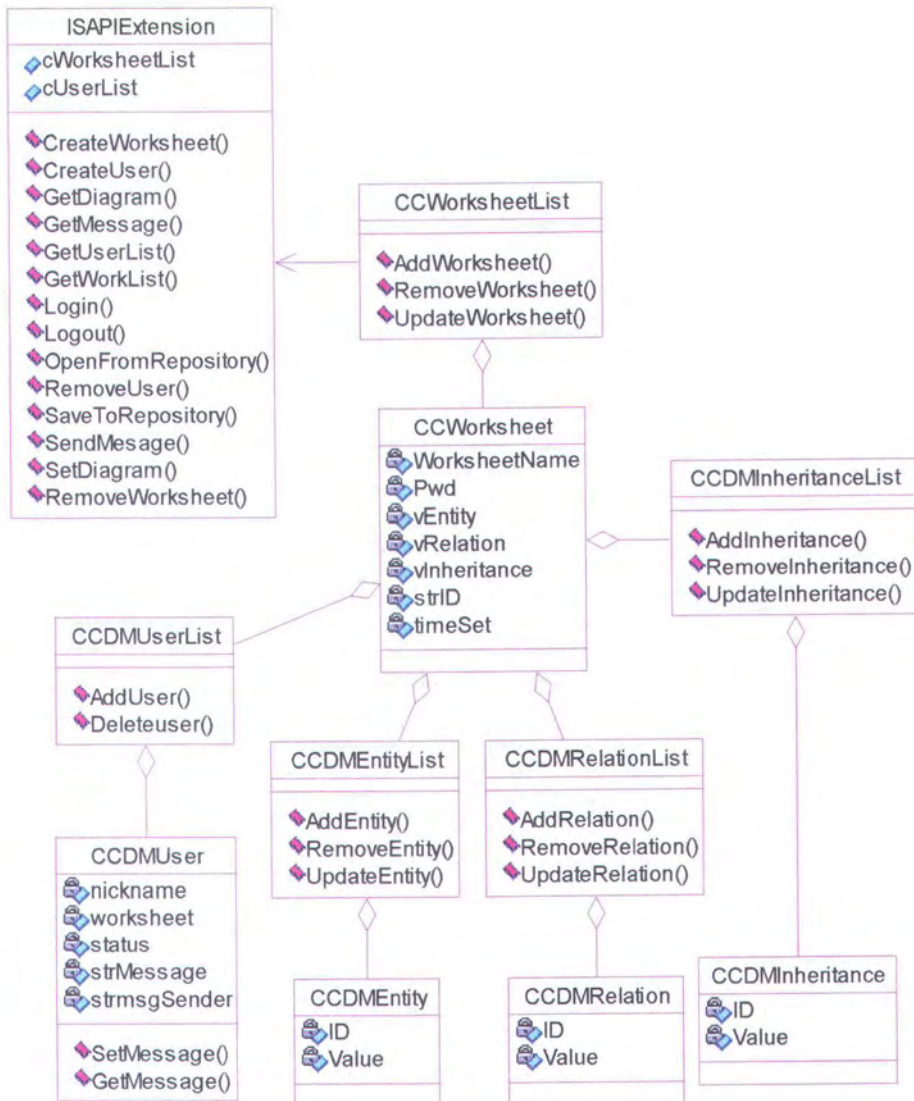 ISAPIExtension
cWorksheetList
cUserList
CreateWorksheet()
CreateUser()
GetDiagram()
GetMessage()
GetUserList()
GetWorkList()
Login()
Logout()
OpenFromRepository()
RemoveUser()
SaveToRepository()
SendMesage()
SetDiagram()
RemoveWorksheet()
CCWorksheetList
AddWorksheet()
RemoveWorksheet()
UpdateWorksheet()
CCWorksheet
WorksheetName
Pwd
vEntity
vRelation
vInheritance
strID
timeSet
CCDMInheritanceList
AddInheritance()
RemoveInheritance()
UpdateInheritance()
CCDMUserList
AddUser()
Deleteuser()
CCDMEntityList
AddEntity()
RemoveEntity()
UpdateEntity()
CCDMRelationList
AddRelation()
RemoveRelation()
UpdateRelation()
CCDMUser
nickname
worksheet
status
strMessage
strmsgSender
SetMessage()
GetMessage()
CCDMEntity
ID
Value
CCDMRelation
ID
Value
CCDMInheritance
ID
Value